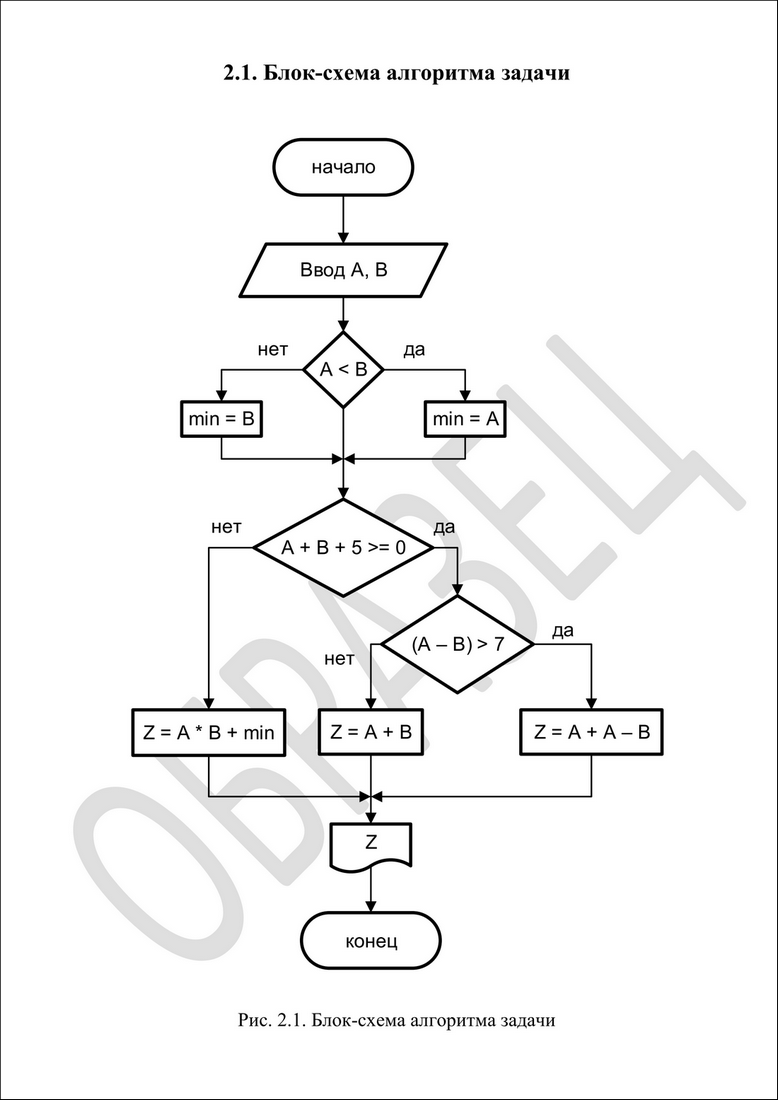 2.1. Блок-схема алгоритма задачи
начало
Ввод A, B
нет
да
A < B
min = B
min = A
нет
да
A + B + 5 >= 0
(A – B) > 7
да
нет
Z = A * B + min
Z = A + B
Z = A + A – B
Z
конец
ОБРАЗЕЦ
Рис. 2.1. Блок-схема алгоритма задачи